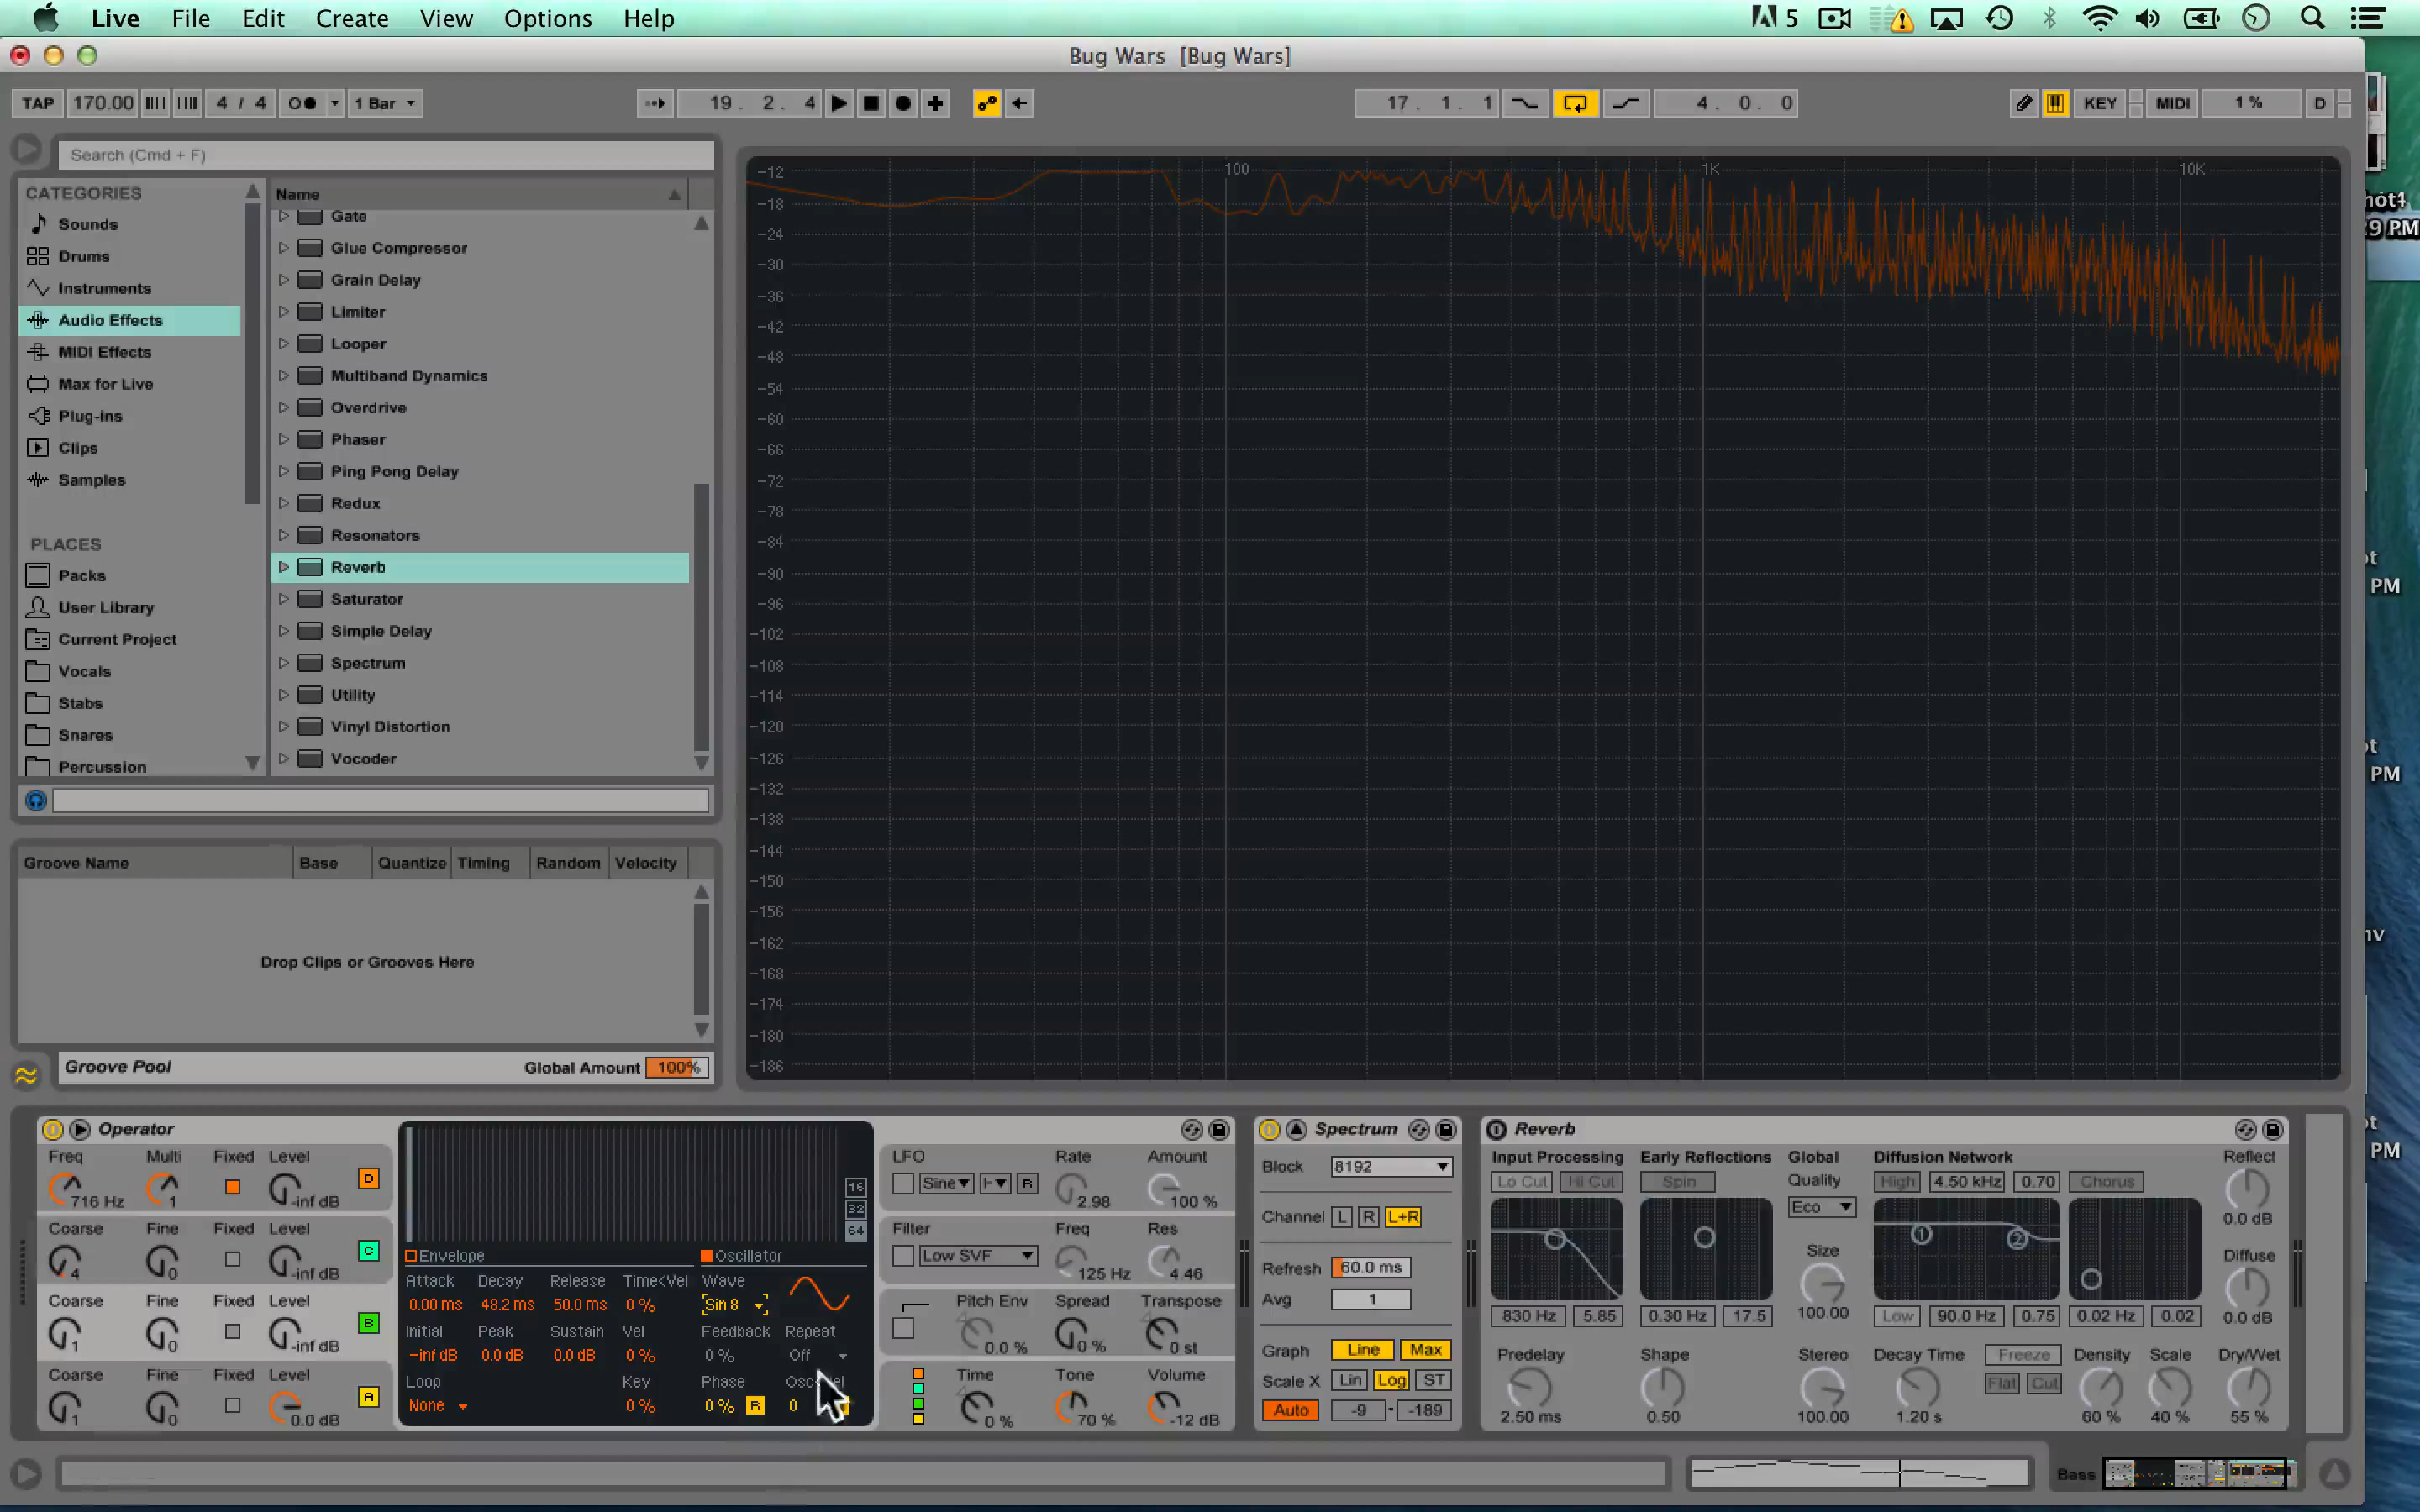 Live File Edit Create View Options Help
5
Bug Wars [Bug Wars]
TAP 170.00 4 / 4 1 Bar 19. 2. 4 17. 1. 1 4. 0. 0 KEY MIDI 1 % D
Search (Cmd + F)
CATEGORIES
Sounds
Drums
Instruments
Audio Effects
MIDI Effects
Max for Live
Plug-ins
Clips
Samples
PLACES
Packs
User Library
Current Project
Vocals
Stabs
Snares
Percussion
Name
Gate
Glue Compressor
Grain Delay
Limiter
Looper
Multiband Dynamics
Overdrive
Phaser
Ping Pong Delay
Redux
Resonators
Reverb
Saturator
Simple Delay
Spectrum
Utility
Vinyl Distortion
Vocoder
100 1K 10K
-12
-18
-24
-30
-36
-42
-48
-54
-60
-66
-72
-78
-84
-90
-96
-102
-108
-114
-120
-126
-132
-138
-144
-150
-156
-162
-168
-174
-180
-186
hot4
29 PM
ot
PM
ot
PM
ot
PM
Groove Name Base Quantize Timing Random Velocity
Drop Clips or Grooves Here
Groove Pool Global Amount 100%
Operator
Freq Multi Fixed Level
716 Hz 1 -inf dB D
Coarse Fine Fixed Level
4 0 -inf dB C
Coarse Fine Fixed Level
1 0 -inf dB B
Coarse Fine Fixed Level
1 0 0.0 dB A
16
32
64
Envelope Oscillator
Attack Decay Release Time<Vel Wave
0.00 ms 48.2 ms 50.0 ms 0 % Sin 8
Initial Peak Sustain Vel Feedback Repeat
-inf dB 0.0 dB 0.0 dB 0 % 0 % Off
Loop Key Phase
None 0 % 0 % R 0
LFO Rate Amount
Sine R 2.98 100 %
Filter Freq Res
Low SVF 125 Hz 4.46
Pitch Env Spread Transpose
0.0 % 0 % 0 st
Time Tone Volume
0 % 70 % -12 dB
Spectrum
Block 8192
Channel L R L+R
Refresh 60.0 ms
Avg 1
Graph Line Max
Scale X Lin Log ST
Auto -9 - -189
Reverb
Input Processing Early Reflections Global Diffusion Network Reflect
Lo Cut Hi Cut Spin Quality High 4.50 kHz 0.70 Chorus
Eco 0.0 dB
Size Diffuse
830 Hz 5.85 0.30 Hz 17.5 100.00 Low 90.0 Hz 0.75 0.02 Hz 0.02 0.0 dB
Predelay Shape Stereo Decay Time Freeze Density Scale Dry/Wet
Flat Cut
2.50 ms 0.50 100.00 1.20 s 60 % 40 % 55 %
Bass